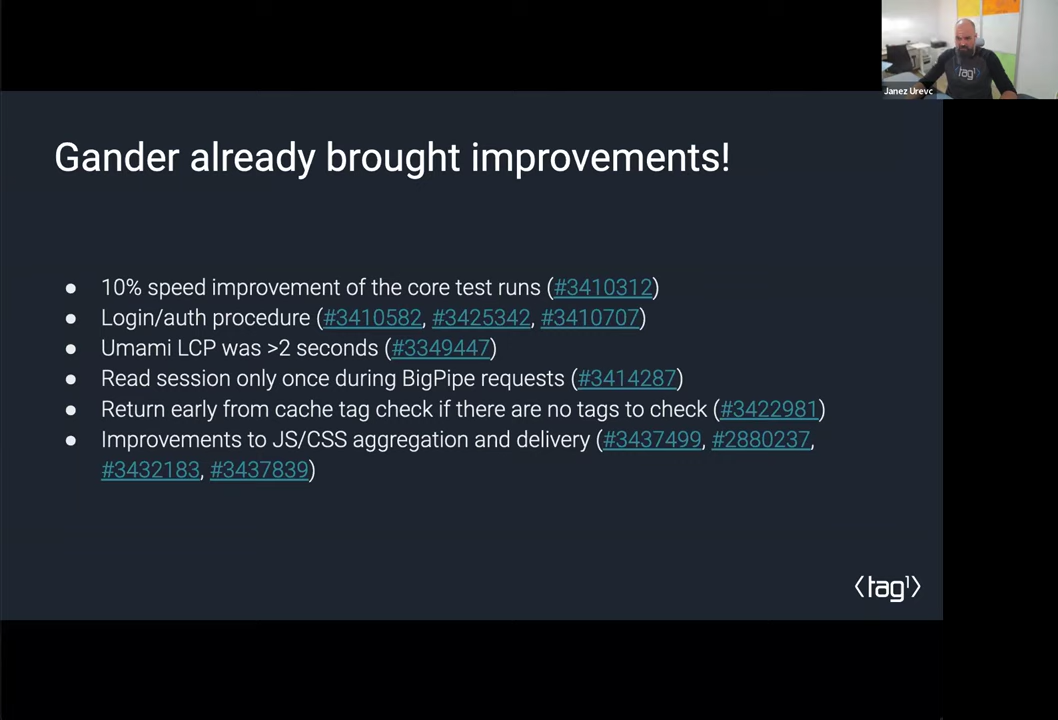 <tag1>
Janez Urevc
Gander already brought improvements!
● 10% speed improvement of the core test runs (#3410312)
● Login/auth procedure (#3410582, #3425342, #3410707)
● Umami LCP was >2 seconds (#3349447)
● Read session only once during BigPipe requests (#3414287)
● Return early from cache tag check if there are no tags to check (#3422981)
● Improvements to JS/CSS aggregation and delivery (#3437499, #2880237,
#3432183, #3437839)
<tag1>